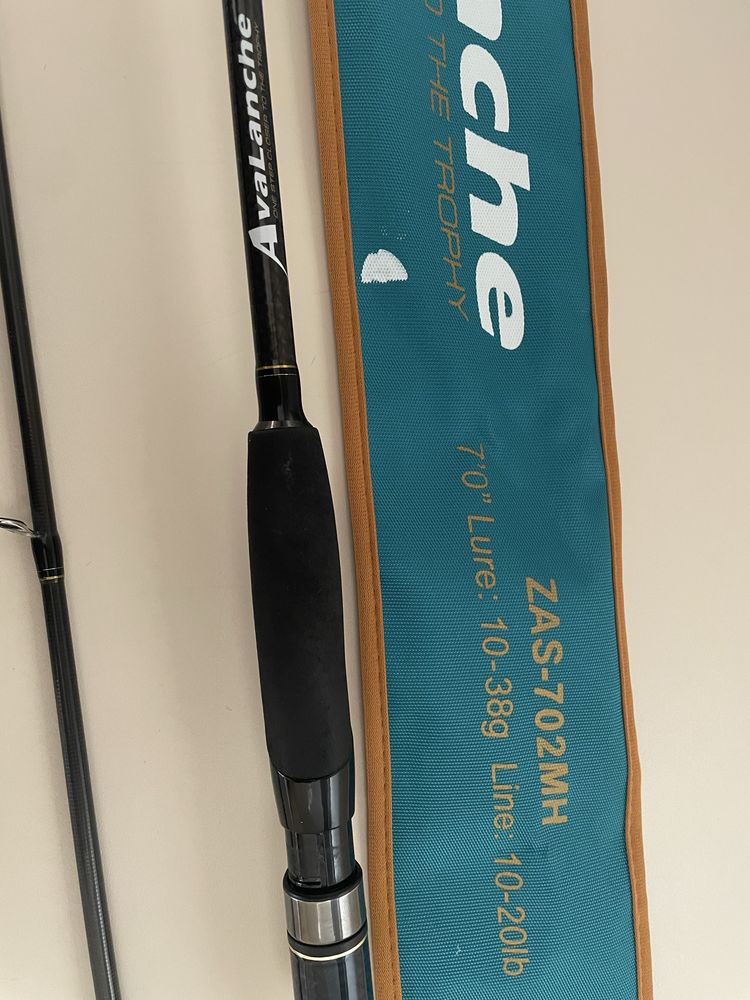 AvaLanche
ONE STEP CLOSER TO THE TROPHY
nche
O THE TROPHY
ZAS-702MH
7'0" Lure: 10-38g Line: 10-20lb